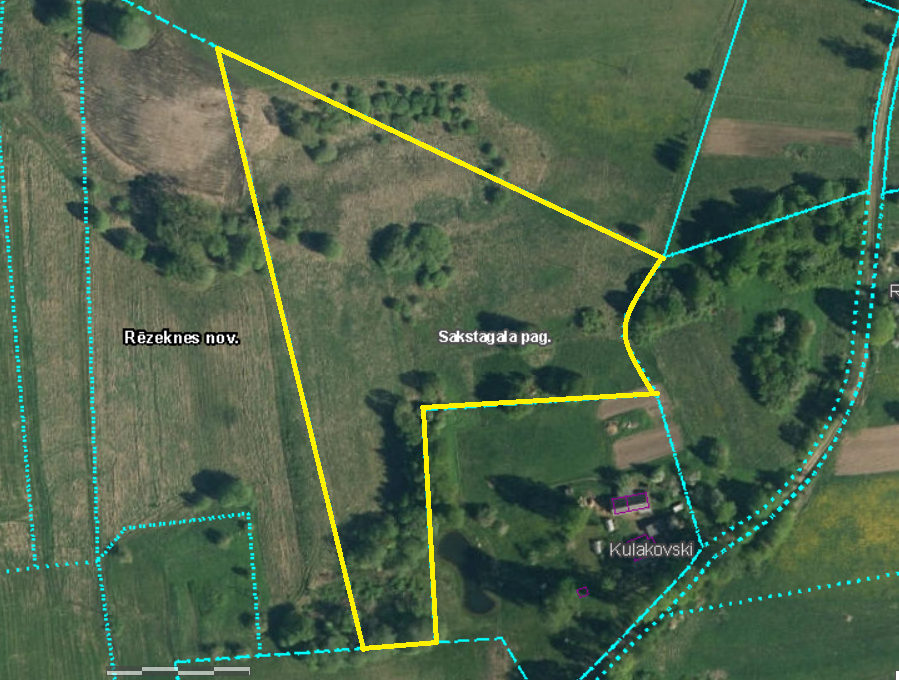 R
Rēzeknes nov.
Sakstagala pag.
Kulakovski